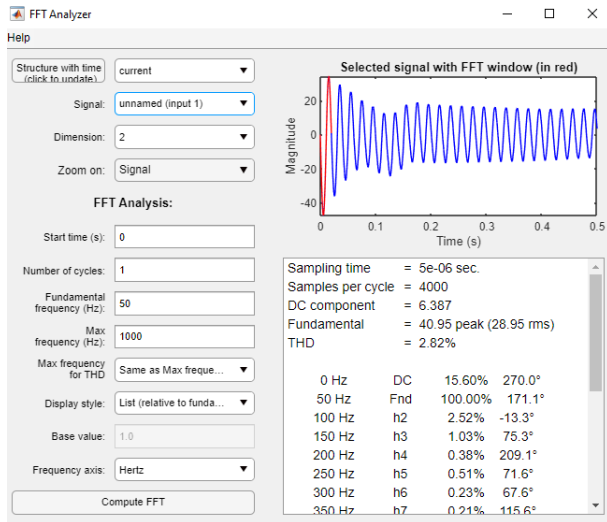 FFT Analyzer
Help
Structure with time
(click to update)
current
Signal:
unnamed (input 1)
Dimension:
2
Zoom on:
Signal
FFT Analysis:
Start time (s):
0
Number of cycles:
1
Fundamental
frequency (Hz):
50
Max
frequency (Hz):
1000
Max frequency
for THD
Same as Max freque...
Display style:
List (relative to funda...
Base value:
1.0
Frequency axis:
Hertz
Compute FFT
Selected signal with FFT window (in red)
Magnitude
20
0
-20
-40
0 0.1 0.2 0.3 0.4 0.5
Time (s)
Sampling time = 5e-06 sec.
Samples per cycle = 4000
DC component = 6.387
Fundamental = 40.95 peak (28.95 rms)
THD = 2.82%
0 Hz DC 15.60% 270.0°
50 Hz Fnd 100.00% 171.1°
100 Hz h2 2.52% -13.3°
150 Hz h3 1.03% 75.3°
200 Hz h4 0.38% 209.1°
250 Hz h5 0.51% 71.6°
300 Hz h6 0.23% 67.6°
350 Hz h7 0.21% 115.6°